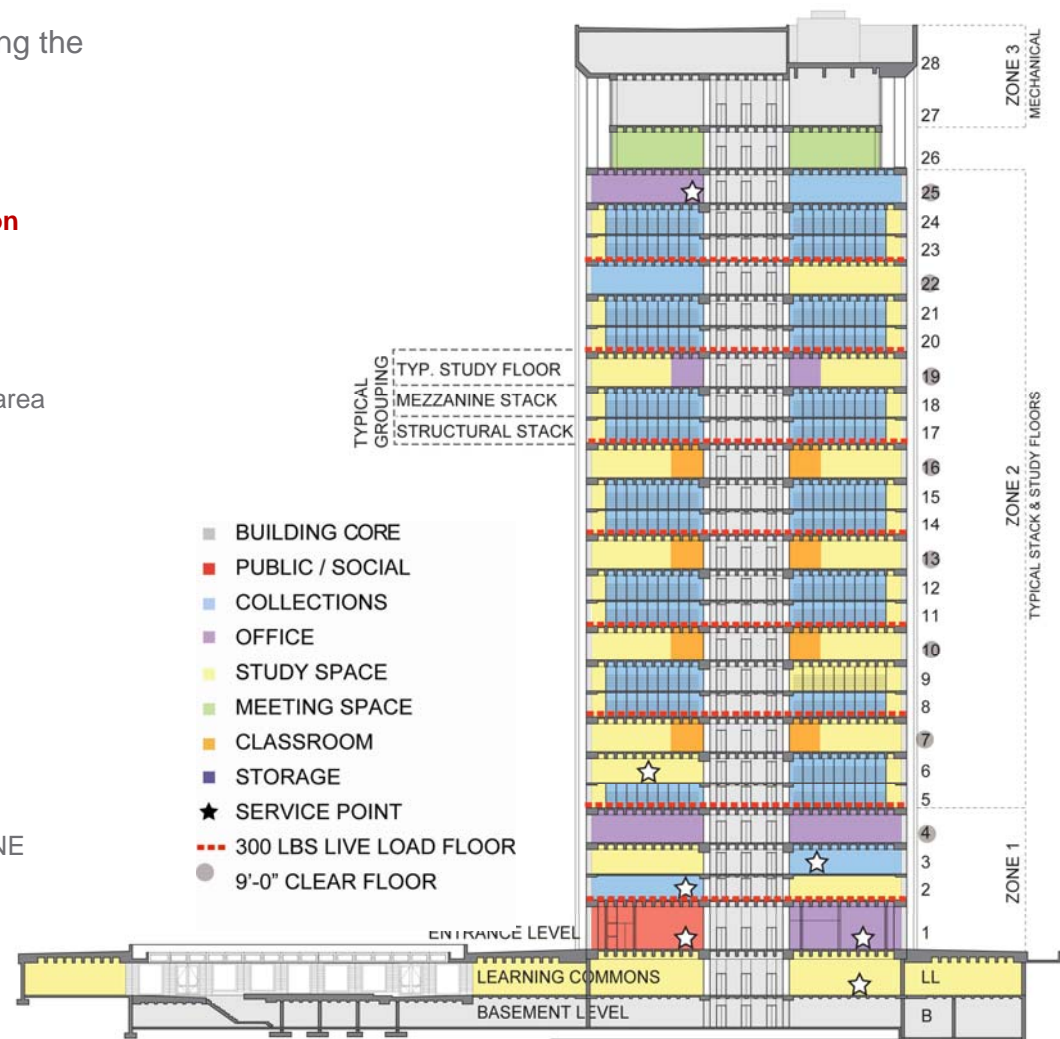 ng the
on
area
NE
TYPICAL
GROUPING
TYP. STUDY FLOOR
MEZZANINE STACK
STRUCTURAL STACK
BUILDING CORE
PUBLIC / SOCIAL
COLLECTIONS
OFFICE
STUDY SPACE
MEETING SPACE
CLASSROOM
STORAGE
SERVICE POINT
300 LBS LIVE LOAD FLOOR
9'-0" CLEAR FLOOR
28
27
26
25
24
23
22
21
20
19
18
17
16
15
14
13
12
11
10
9
8
7
6
5
4
3
2
1
LL
B
ZONE 3
MECHANICAL
ZONE 2
TYPICAL STACK & STUDY FLOORS
ZONE 1
ENTRANCE LEVEL
LEARNING COMMONS
BASEMENT LEVEL